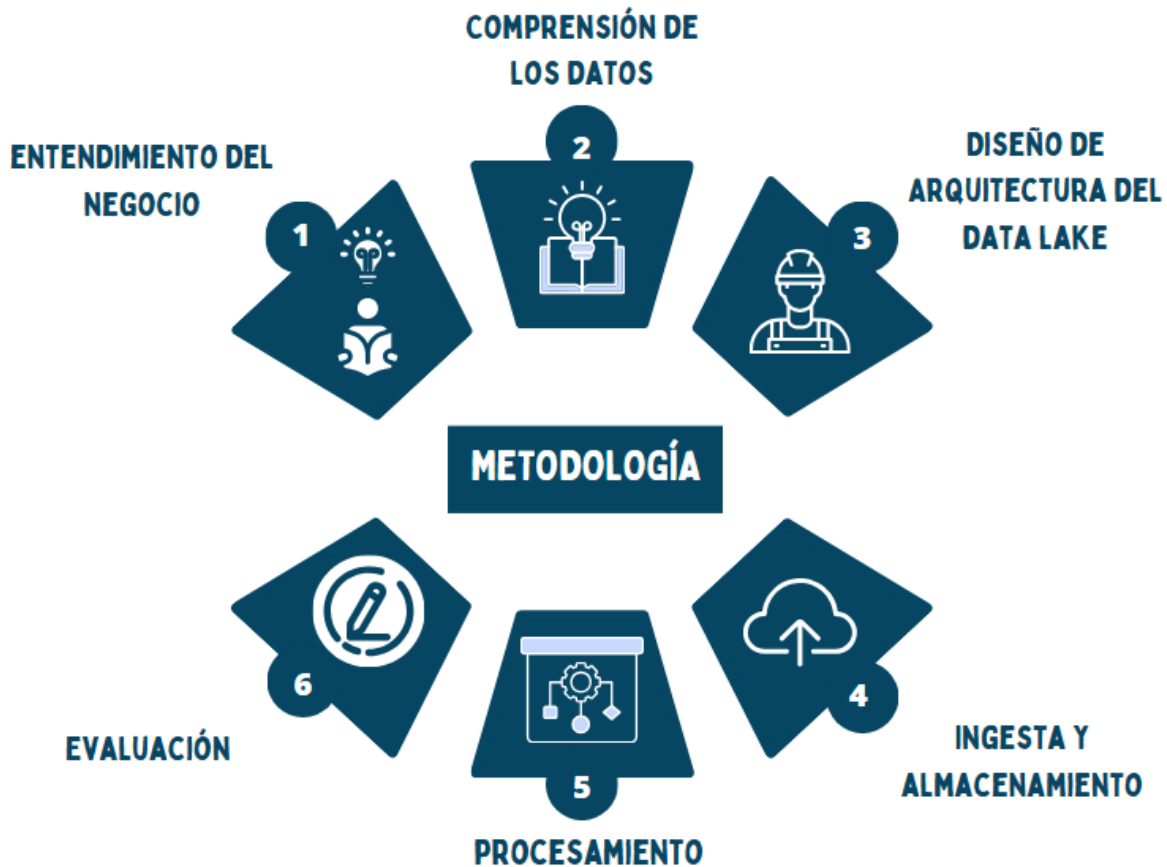 COMPRENSIÓN DE
LOS DATOS
2
ENTENDIMIENTO DEL
NEGOCIO
1
DISEÑO DE
ARQUITECTURA DEL
DATA LAKE
3
METODOLOGÍA
6
EVALUACIÓN
5
PROCESAMIENTO
4
INGESTA Y
ALMACENAMIENTO